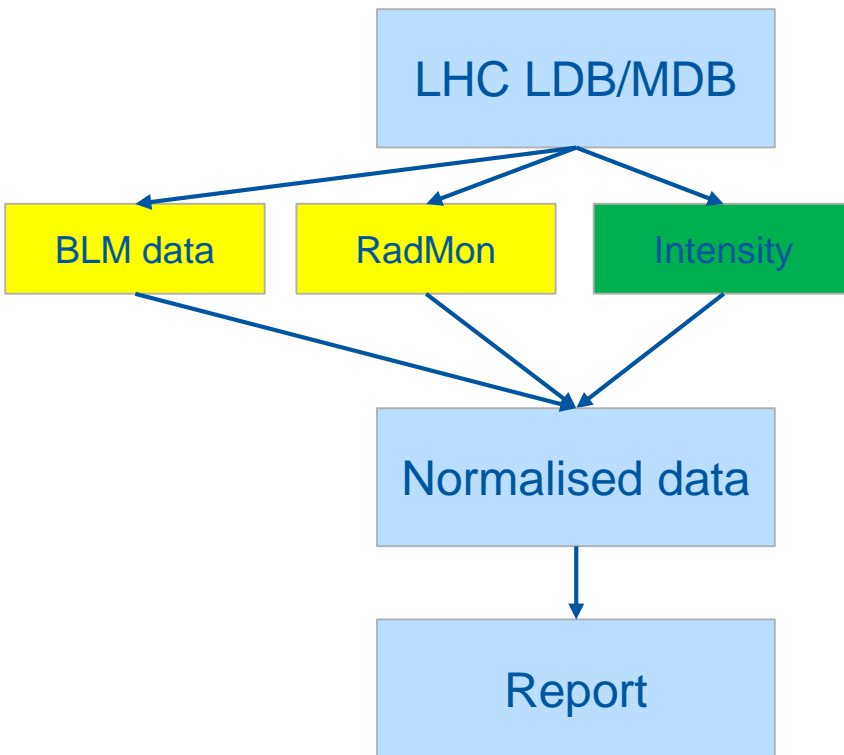 LHC LDB/MDB
BLM data
RadMon
Intensity
Normalised data
Report